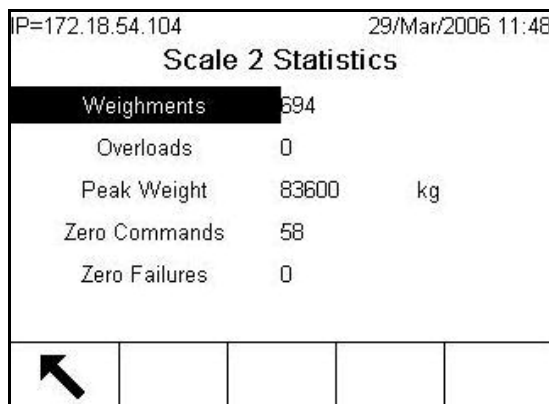 IP=172.18.54.104 29/Mar/2006 11:48
Scale 2 Statistics
Weighments 694
Overloads 0
Peak Weight 83600 kg
Zero Commands 58
Zero Failures 0